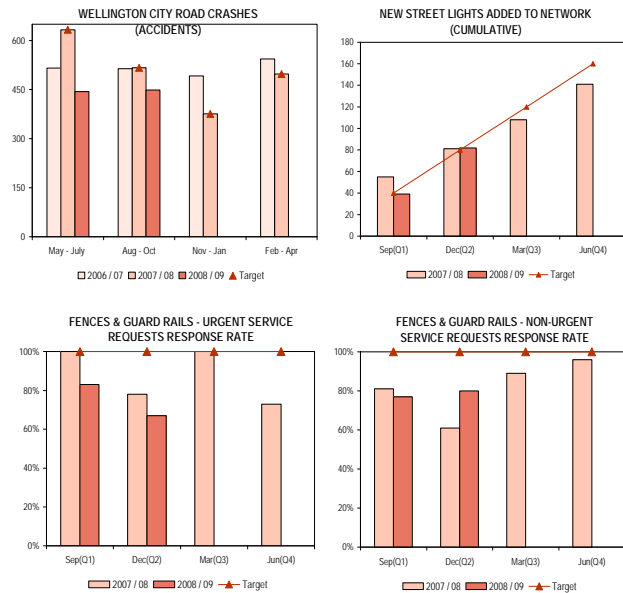 WELLINGTON CITY ROAD CRASHES
(ACCIDENTS)
600
450
300
150
0
May - July
Aug - Oct
Nov - Jan
Feb - Apr
2006 / 07
2007 / 08
2008 / 09
Target
NEW STREET LIGHTS ADDED TO NETWORK
(CUMULATIVE)
180
160
140
120
100
80
60
40
20
0
Sep(Q1)
Dec(Q2)
Mar(Q3)
Jun(Q4)
2007 / 08
2008 / 09
Target
FENCES & GUARD RAILS - URGENT SERVICE
REQUESTS RESPONSE RATE
100%
80%
60%
40%
20%
0%
Sep(Q1)
Dec(Q2)
Mar(Q3)
Jun(Q4)
2007 / 08
2008 / 09
Target
FENCES & GUARD RAILS - NON-URGENT
SERVICE REQUESTS RESPONSE RATE
100%
80%
60%
40%
20%
0%
Sep(Q1)
Dec(Q2)
Mar(Q3)
Jun(Q4)
2007 / 08
2008 / 09
Target